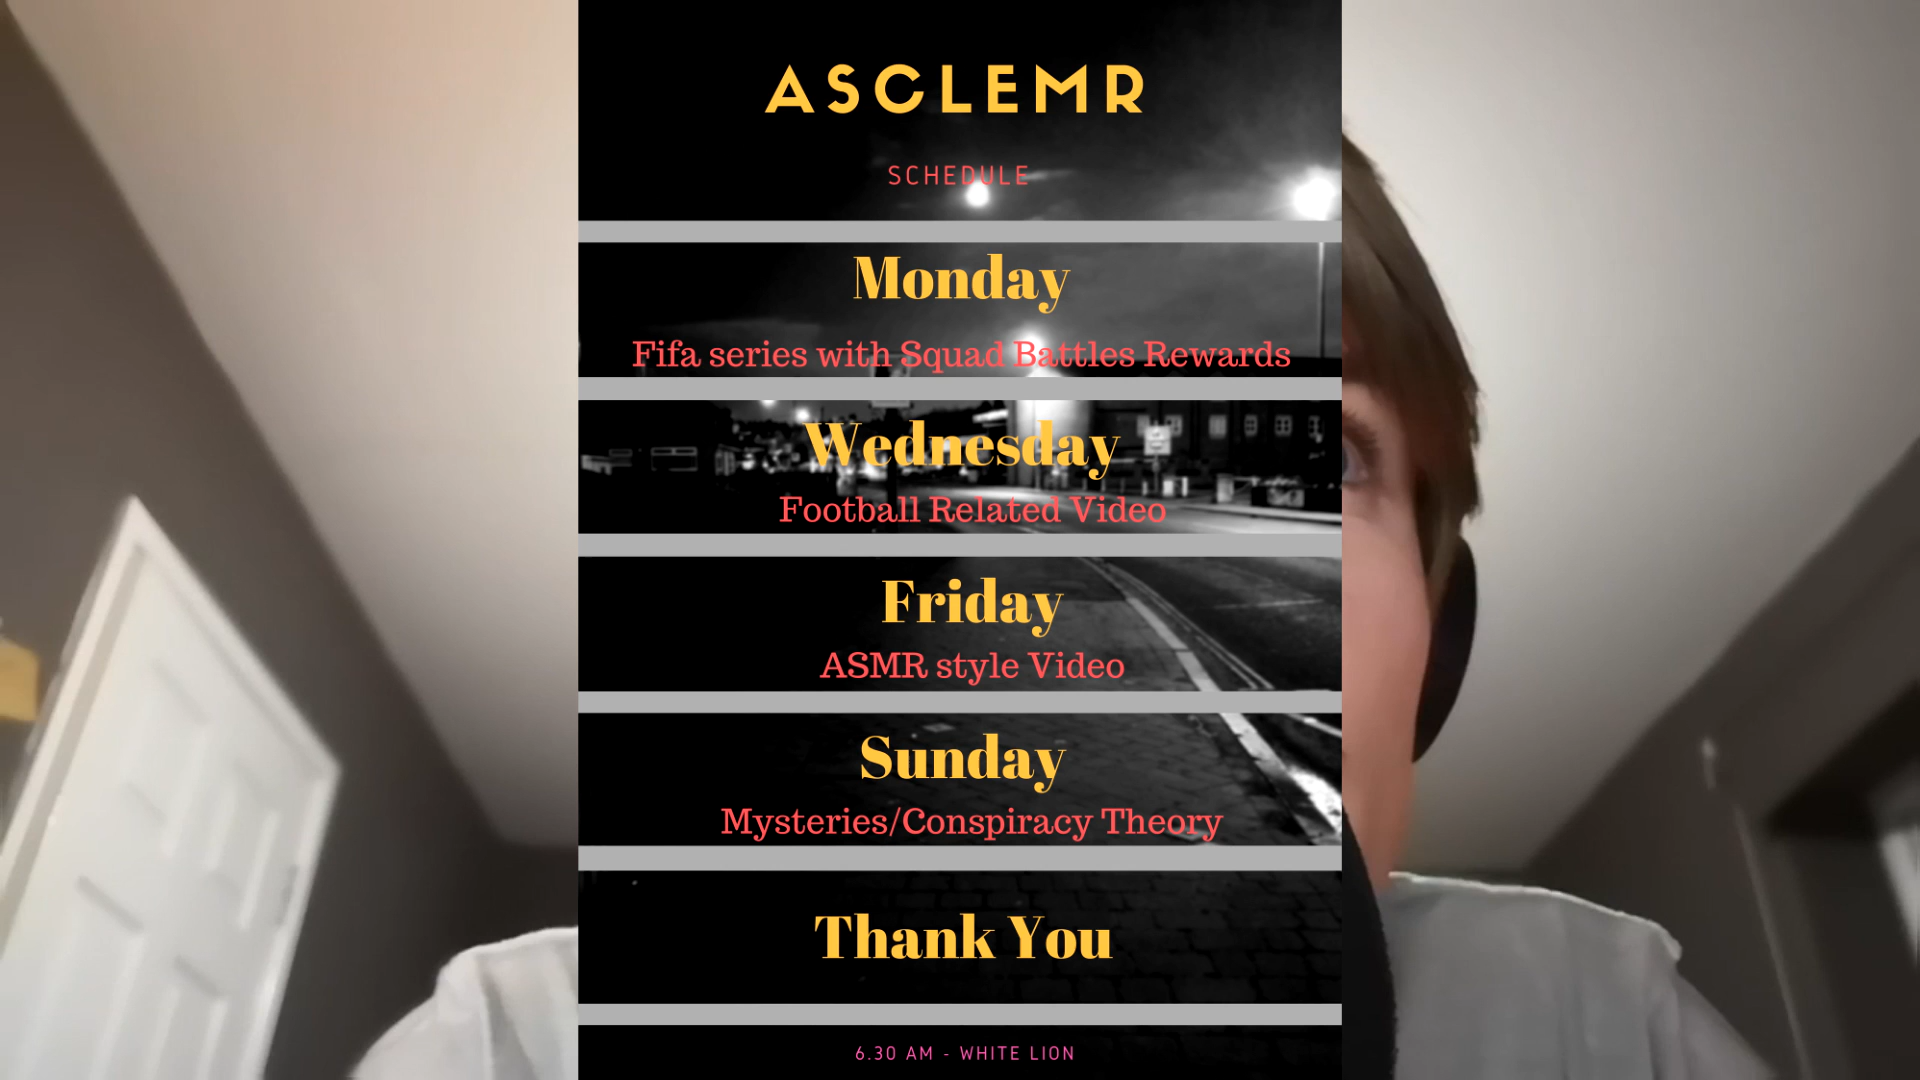 ASCLEMR
SCHEDULE
Monday
Fifa series with Squad Battles Rewards
Wednesday
Football Related Video
Friday
ASMR style Video
Sunday
Mysteries/Conspiracy Theory
Thank You
6.30 AM - WHITE LION